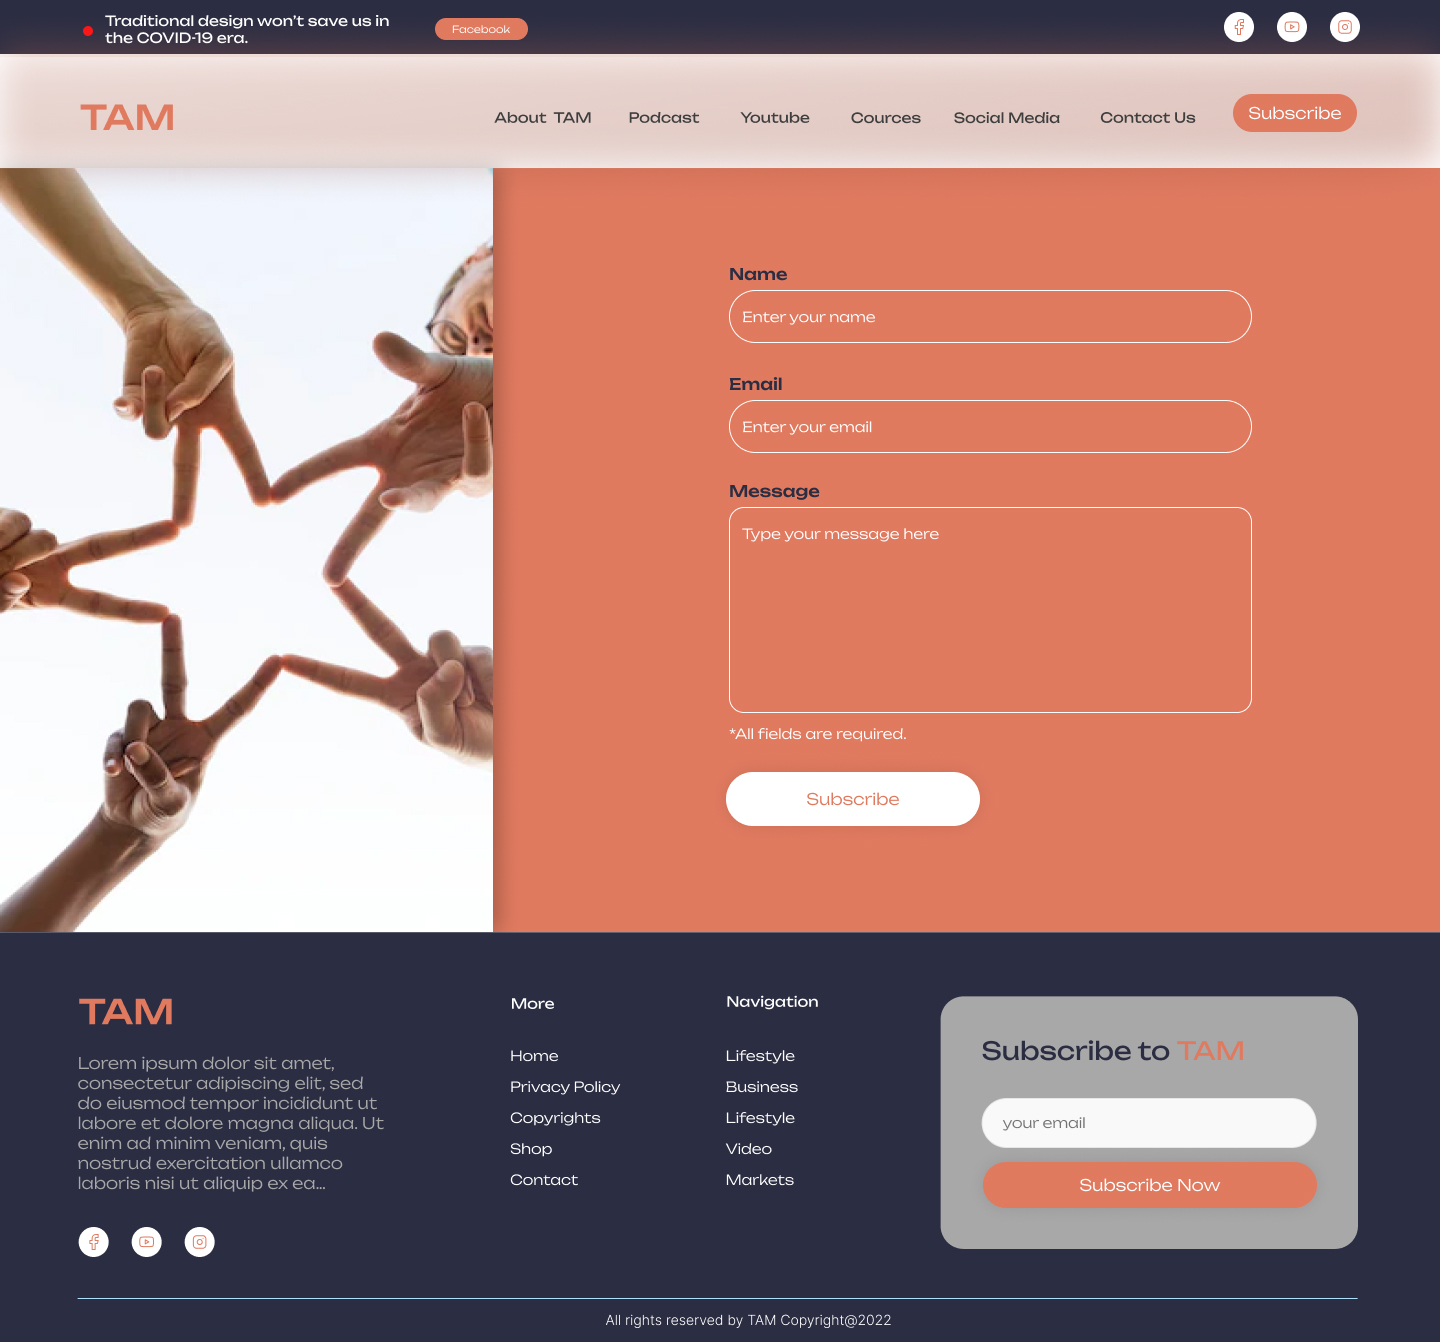 Traditional design won't save us in
the COVID-19 era.
Facebook
TAM
About TAM
Podcast
Youtube
Cources
Social Media
Contact Us
Subscribe
Name
Enter your name
Email
Enter your email
Message
Type your message here
*All fields are required.
Subscribe
TAM
Lorem ipsum dolor sit amet,
consectetur adipiscing elit, sed
do eiusmod tempor incididunt ut
labore et dolore magna aliqua. Ut
enim ad minim veniam, quis
nostrud exercitation ullamco
laboris nisi ut aliquip ex ea...
More
Home
Privacy Policy
Copyrights
Shop
Contact
Navigation
Lifestyle
Business
Lifestyle
Video
Markets
Subscribe to TAM
your email
Subscribe Now
All rights reserved by TAM Copyright@2022